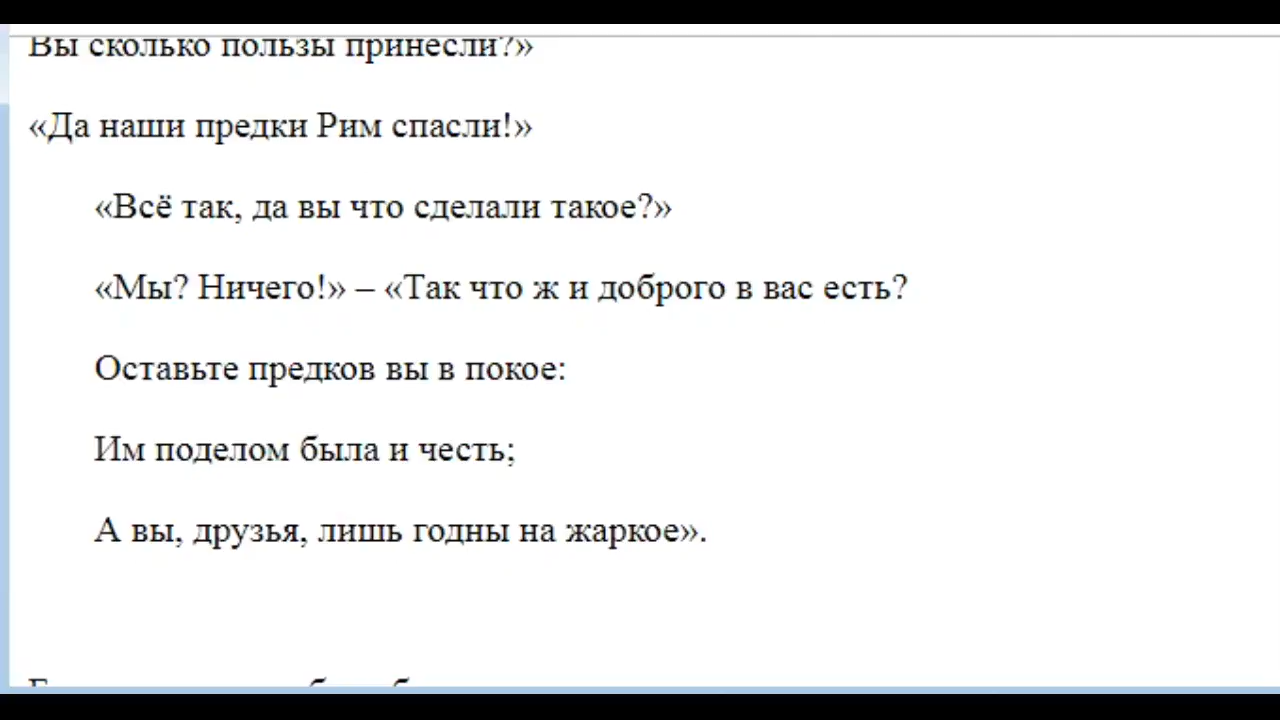 Вы сколько пользы принесли?»
«Да наши предки Рим спасли!»
«Всё так, да вы что сделали такое?»
«Мы? Ничего!» – «Так что ж и доброго в вас есть?
Оставьте предков вы в покое:
Им поделом была и честь;
А вы, друзья, лишь годны на жаркое».